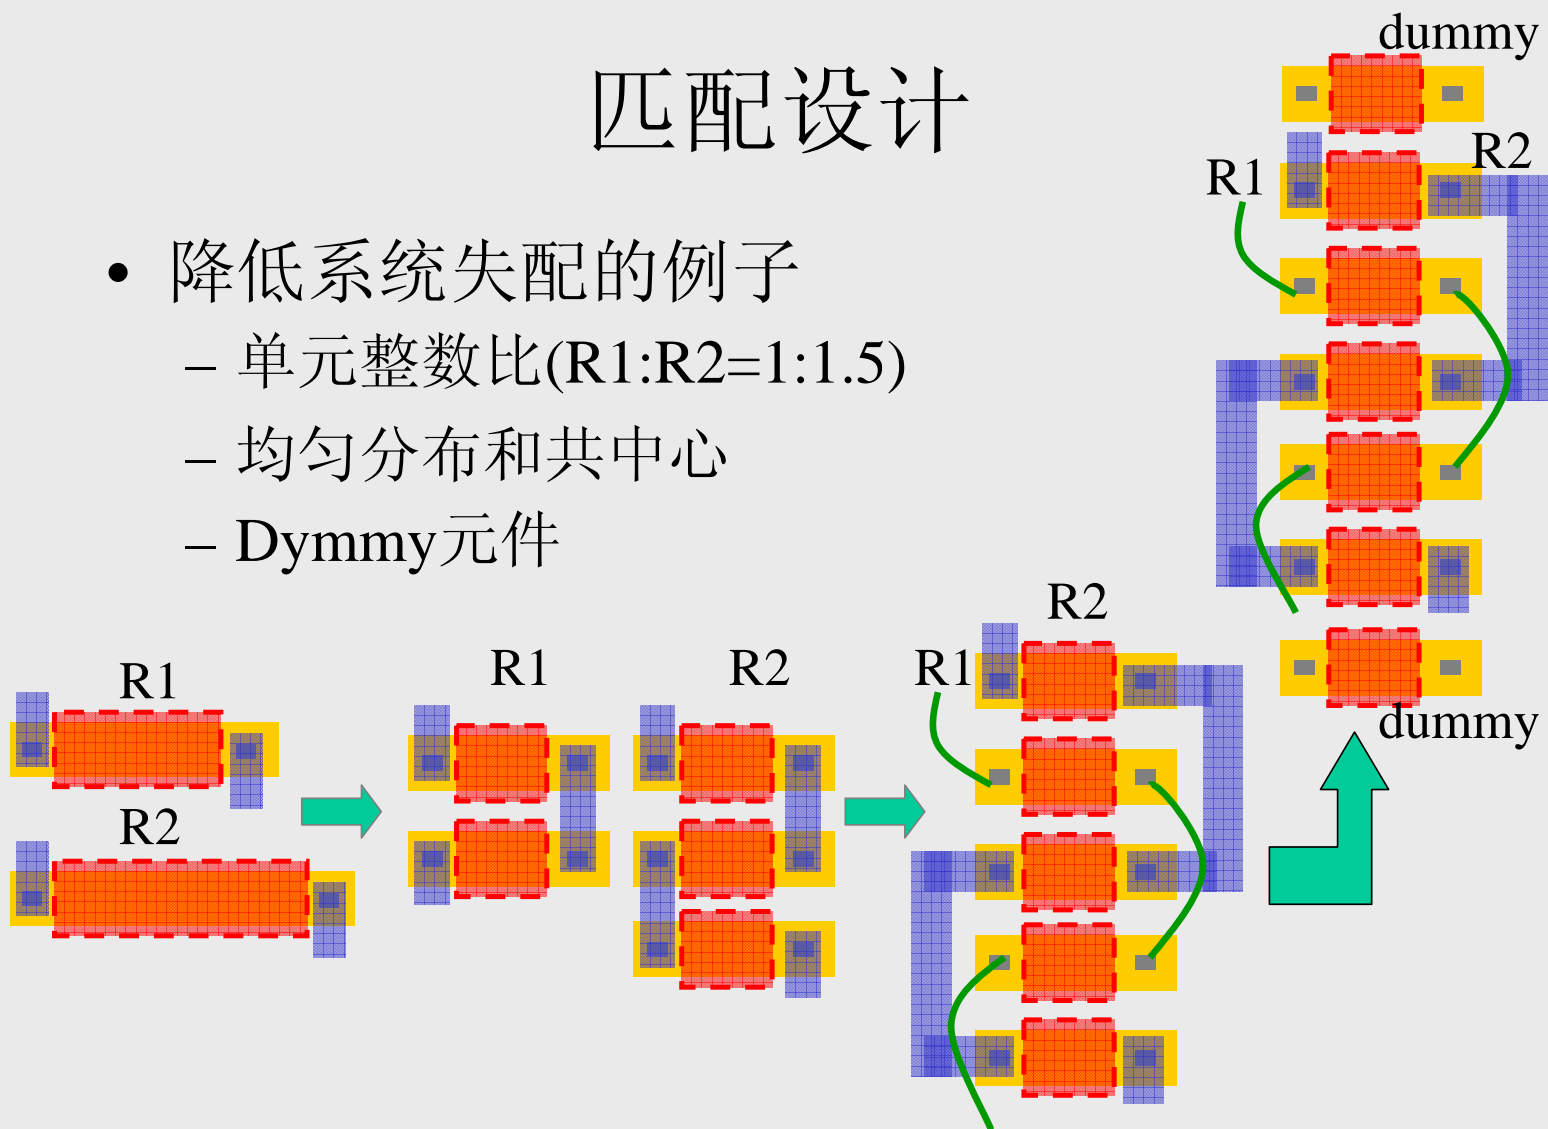 匹配设计
• 降低系统失配的例子
– 单元整数比(R1:R2=1:1.5)
– 均匀分布和共中心
– Dymmy元件
dummy
R1
R2
dummy
R1
R2
R1
R2
R1
R2